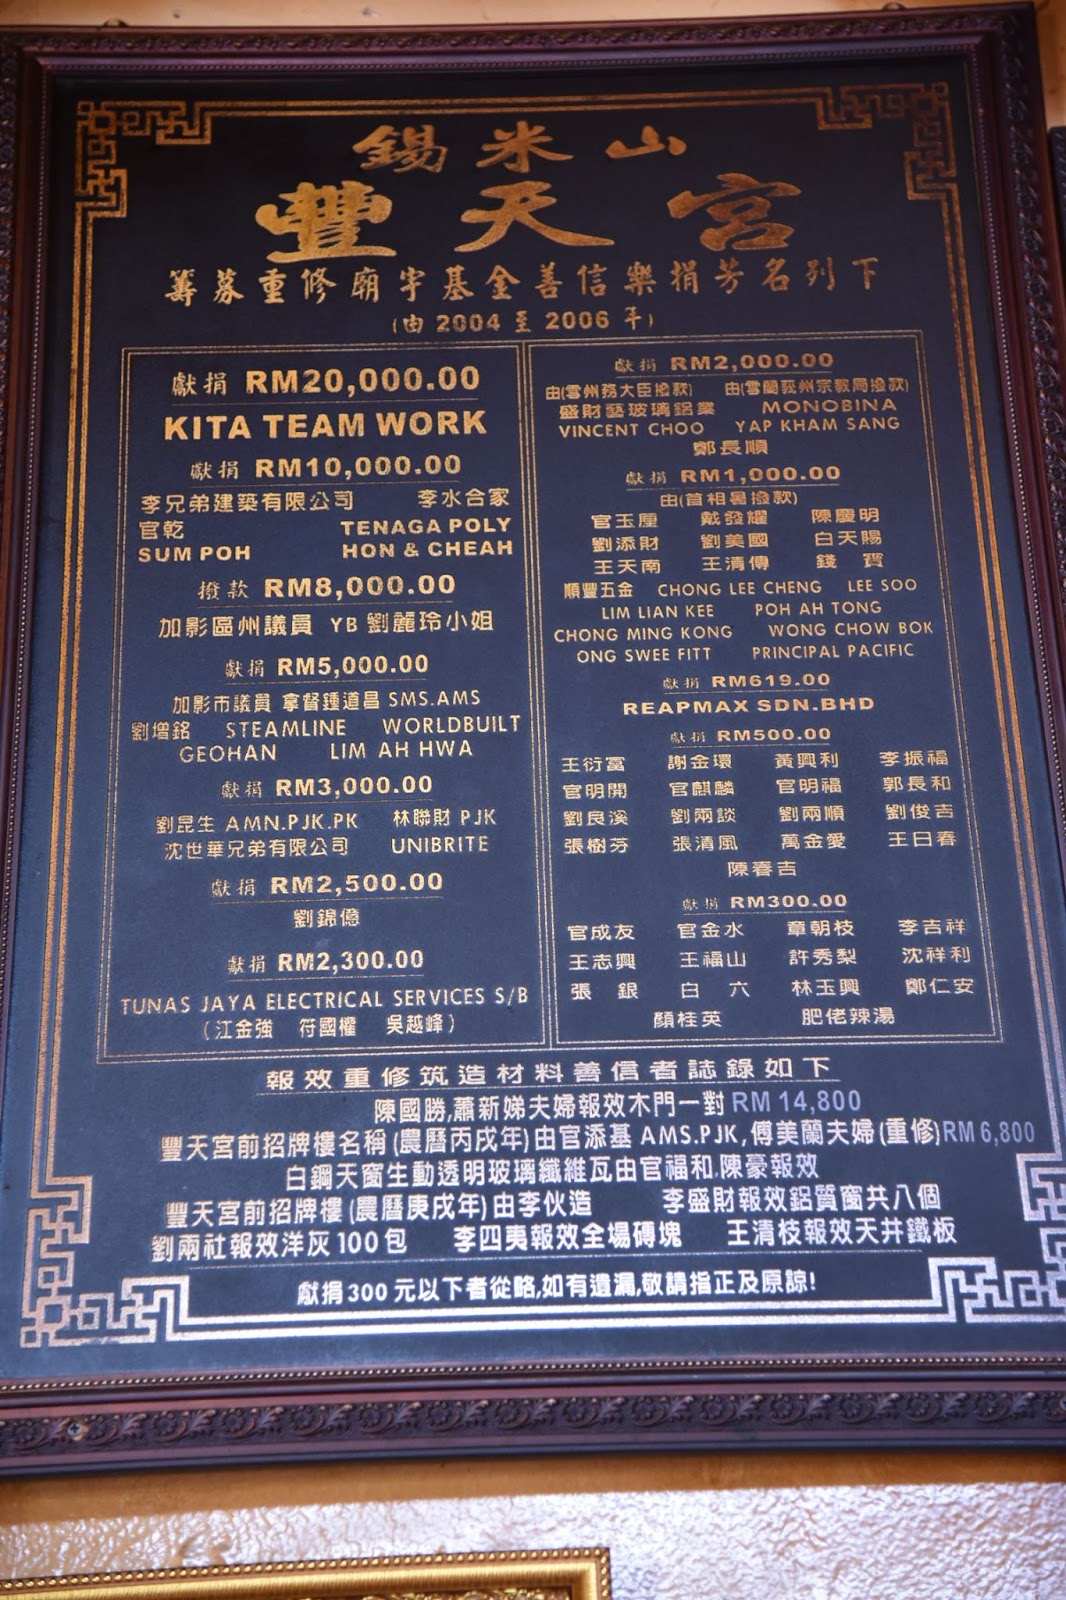 錫米山
豐天宮
籌募重修廟宇基金善信樂捐芳名列下
(由 2004 至 2006 年)
獻捐 RM20,000.00
KITA TEAM WORK
獻捐 RM10,000.00
李兄弟建築有限公司 李水合家
官乾 TENAGA POLY
SUM POH HON & CHEAH
撥款 RM8,000.00
加影區州議員 YB 劉麗玲小姐
獻捐 RM5,000.00
加影市議員 拿督鍾道昌 SMS.AMS
劉增銘 STEAMLINE WORLDBUILT
GEOHAN LIM AH HWA
獻捐 RM3,000.00
劉昆生 AMN.PJK.PK 林聯財 PJK
沈世華兄弟有限公司 UNIBRITE
獻捐 RM2,500.00
劉錦億
獻捐 RM2,300.00
TUNAS JAYA ELECTRICAL SERVICES S/B
(江金強 符國權 吳越峰)
獻捐 RM2,000.00
由(雪州務大臣撥款) 由(雪蘭莪州宗教局撥款)
盛財藝玻璃鋁業 MONOBINA
VINCENT CHOO YAP KHAM SANG
鄭長順
獻捐 RM1,000.00
由(首相署撥款)
官玉厘 戴發耀 陳慶明
劉添財 劉美國 白天賜
王天南 王清傳 錢寶
順豐五金 CHONG LEE CHENG LEE SOO
LIM LIAN KEE POH AH TONG
CHONG MING KONG WONG CHOW BOK
ONG SWEE FITT PRINCIPAL PACIFIC
獻捐 RM619.00
REAPMAX SDN.BHD
獻捐 RM500.00
王衍富 謝金環 黃興利 李振福
官明開 官麒麟 官明福 郭長和
劉良溪 劉兩談 劉兩順 劉俊吉
張樹芬 張清風 萬金愛 王日春
陳春吉
獻捐 RM300.00
官成友 官金水 章朝枝 李吉祥
王志興 王福山 許秀梨 沈祥利
張銀 白六 林玉興 鄭仁安
顏桂英 肥佬辣湯
報效重修筑造材料善信者誌錄如下
陳國勝,蕭新娣夫婦報效木門一對 RM 14,800
豐天宮前招牌樓名稱(農曆丙戌年)由官添基 AMS.PJK,傅美蘭夫婦(重修)RM 6,800
白鋼天窗生動透明玻璃纖維瓦由官福和,陳豪報效
豐天宮前招牌樓(農曆庚戌年)由李伙造 李盛財報效鋁質窗共八個
劉兩社報效洋灰100包 李四夷報效全場磚塊 王清枝報效天井鐵板
獻捐300元以下者從略,如有遺漏,敬請指正及原諒!